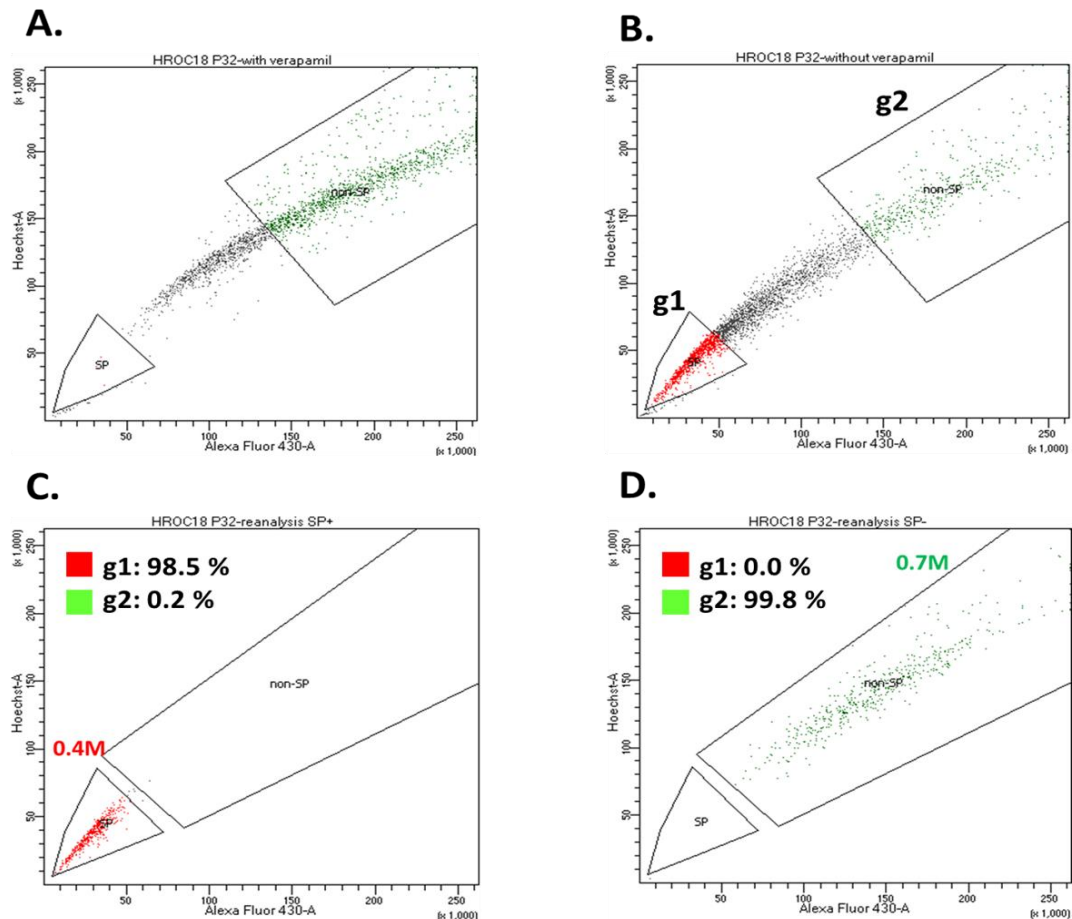 A.
HROC18 P32-with verapamil
(x 1,000)
250
200
150
100
50
Hoechst-A
non-SP
SP
50 100 150 200 250
Alexa Fluor 430-A
(x 1,000)
B.
HROC18 P32-without verapamil
(x 1,000)
250
200
150
100
50
Hoechst-A
g2
non-SP
g1
SP
50 100 150 200 250
Alexa Fluor 430-A
(x 1,000)
C.
HROC18 P32-reanalysis SP+
(x 1,000)
250
200
150
100
50
Hoechst-A
g1: 98.5 %
g2: 0.2 %
non-SP
0.4M
SP
50 100 150 200 250
Alexa Fluor 430-A
(x 1,000)
D.
HROC18 P32-reanalysis SP-
(x 1,000)
250
200
150
100
50
Hoechst-A
g1: 0.0 %
g2: 99.8 %
0.7M
non-SP
SP
50 100 150 200 250
Alexa Fluor 430-A
(x 1,000)